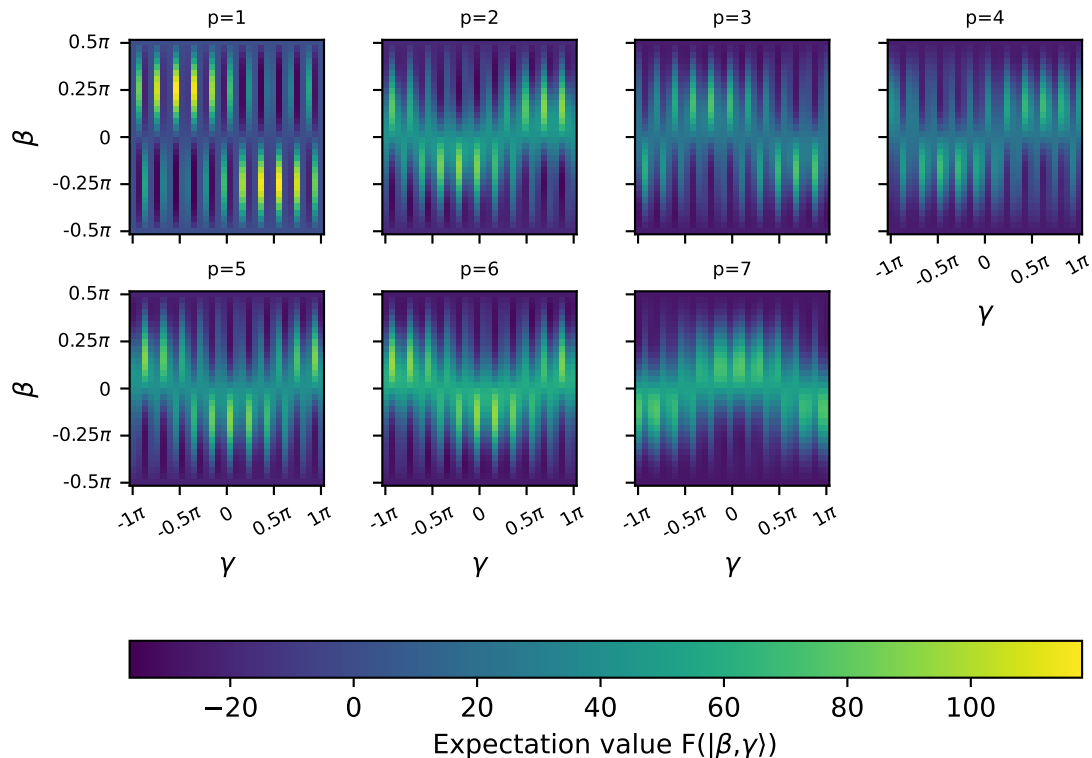 p=1
p=2
p=3
p=4
0.5π
0.25π
0
-0.25π
-0.5π
β
-1π
-0.5π
0
0.5π
1π
γ
p=5
p=6
p=7
0.5π
0.25π
0
-0.25π
-0.5π
β
-1π
-0.5π
0
0.5π
1π
-1π
-0.5π
0
0.5π
1π
-1π
-0.5π
0
0.5π
1π
γ
γ
γ
−20
0
20
40
60
80
100
Expectation value F(|β,γ⟩)